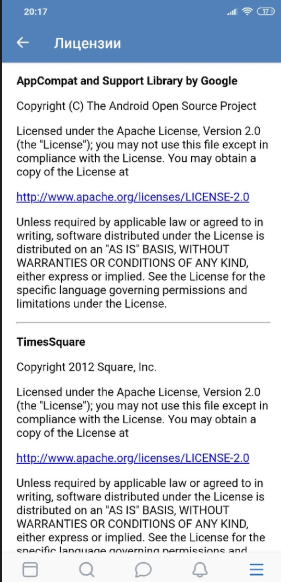 20:17
17
Лицензии
AppCompat and Support Library by Google
Copyright (C) The Android Open Source Project
Licensed under the Apache License, Version 2.0
(the "License"); you may not use this file except in
compliance with the License. You may obtain a
copy of the License at
http://www.apache.org/licenses/LICENSE-2.0
Unless required by applicable law or agreed to in
writing, software distributed under the License is
distributed on an "AS IS" BASIS, WITHOUT
WARRANTIES OR CONDITIONS OF ANY KIND,
either express or implied. See the License for the
specific language governing permissions and
limitations under the License.
TimesSquare
Copyright 2012 Square, Inc.
Licensed under the Apache License, Version 2.0
(the "License"); you may not use this file except in
compliance with the License. You may obtain a
copy of the License at
http://www.apache.org/licenses/LICENSE-2.0
Unless required by applicable law or agreed to in
writing, software distributed under the License is
distributed on an "AS IS" BASIS, WITHOUT
WARRANTIES OR CONDITIONS OF ANY KIND,
either express or implied. See the License for the
specific language governing permissions and